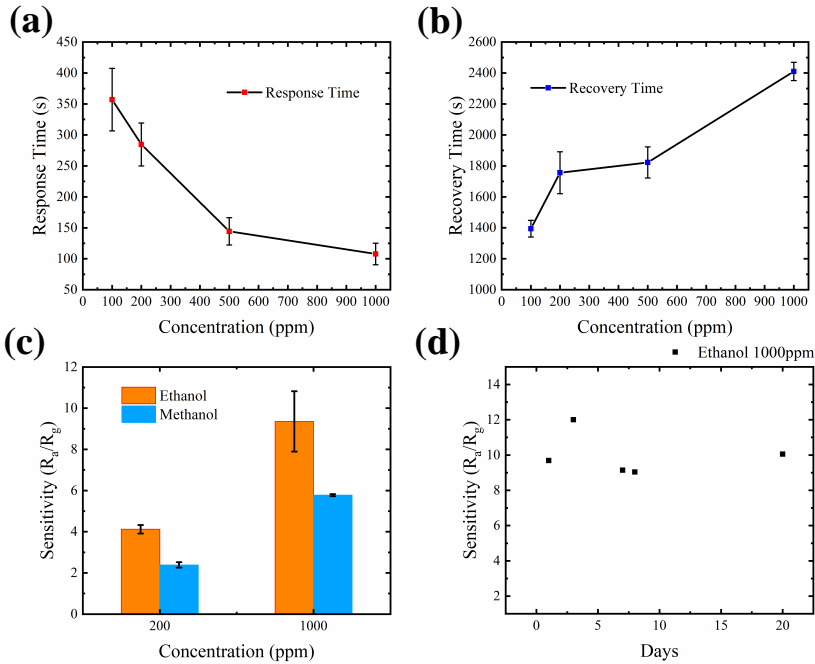 (a)
450
400
350
300
250
200
150
100
50
0 100 200 300 400 500 600 700 800 900 1000
Response Time (s)
Concentration (ppm)
Response Time
(b)
2600
2400
2200
2000
1800
1600
1400
1200
1000
0 100 200 300 400 500 600 700 800 900 1000
Recovery Time (s)
Concentration (ppm)
Recovery Time
(c)
12
10
8
6
4
2
0
200 1000
Sensitivity (Ra/Rg)
Concentration (ppm)
Ethanol
Methanol
(d)
Ethanol 1000ppm
14
12
10
8
6
4
2
0 5 10 15 20
Sensitivity (Ra/Rg)
Days